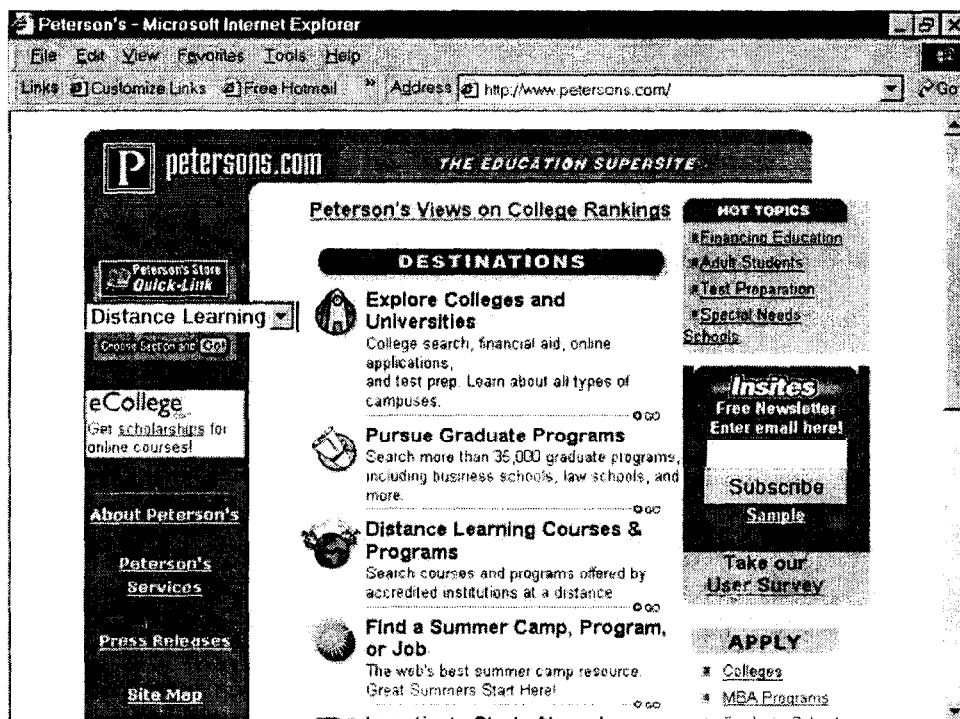 Peterson's - Microsoft Internet Explorer
File Edit View Favorites Tools Help
Links Customize Links Free Hotmail » Address http://www.petersons.com/ Go
P petersons.com THE EDUCATION SUPERSITE
Peterson's Views on College Rankings
Peterson's Store
Quick-Link
Distance Learning
Choose Section and Go!
eCollege
Get scholarships for
online courses!
About Peterson's
Peterson's
Services
Press Releases
Site Map
DESTINATIONS
Explore Colleges and
Universities
College search, financial aid, online
applications,
and test prep. Learn about all types of
campuses.
GO
Pursue Graduate Programs
Search more than 35,000 graduate programs,
including business schools, law schools, and
more.
GO
Distance Learning Courses &
Programs
Search courses and programs offered by
accredited institutions at a distance
GO
Find a Summer Camp, Program,
or Job
The web's best summer camp resource.
Great Summers Start Here!
GO
HOT TOPICS
Financing Education
Adult Students
Test Preparation
Special Needs
Schools
Insites
Free Newsletter
Enter email here!
Subscribe
Sample
Take our
User Survey
APPLY
Colleges
MBA Programs